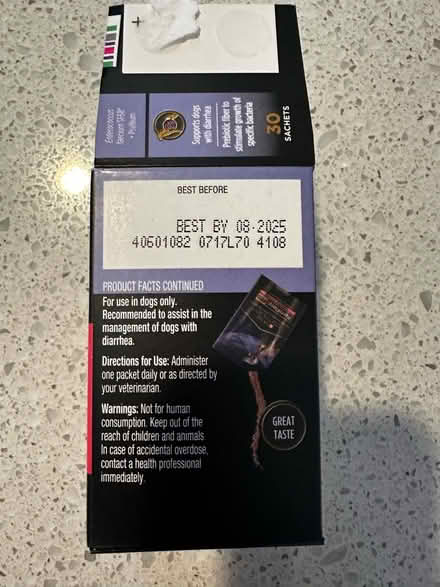 Enterococcus
faecium SF68®
+ Psyllium
Supports dogs
with diarrhea
Prebiotic fiber to
stimulate growth of
specific bacteria
30
SACHETS
BEST BEFORE
BEST BY 08-2025
40601082 0717L70 4108
PRODUCT FACTS CONTINUED
For use in dogs only.
Recommended to assist in the
management of dogs with
diarrhea.
Directions for Use: Administer
one packet daily or as directed by
your veterinarian.
Warnings: Not for human
consumption. Keep out of the
reach of children and animals.
In case of accidental overdose,
contact a health professional
immediately.
GREAT
TASTE